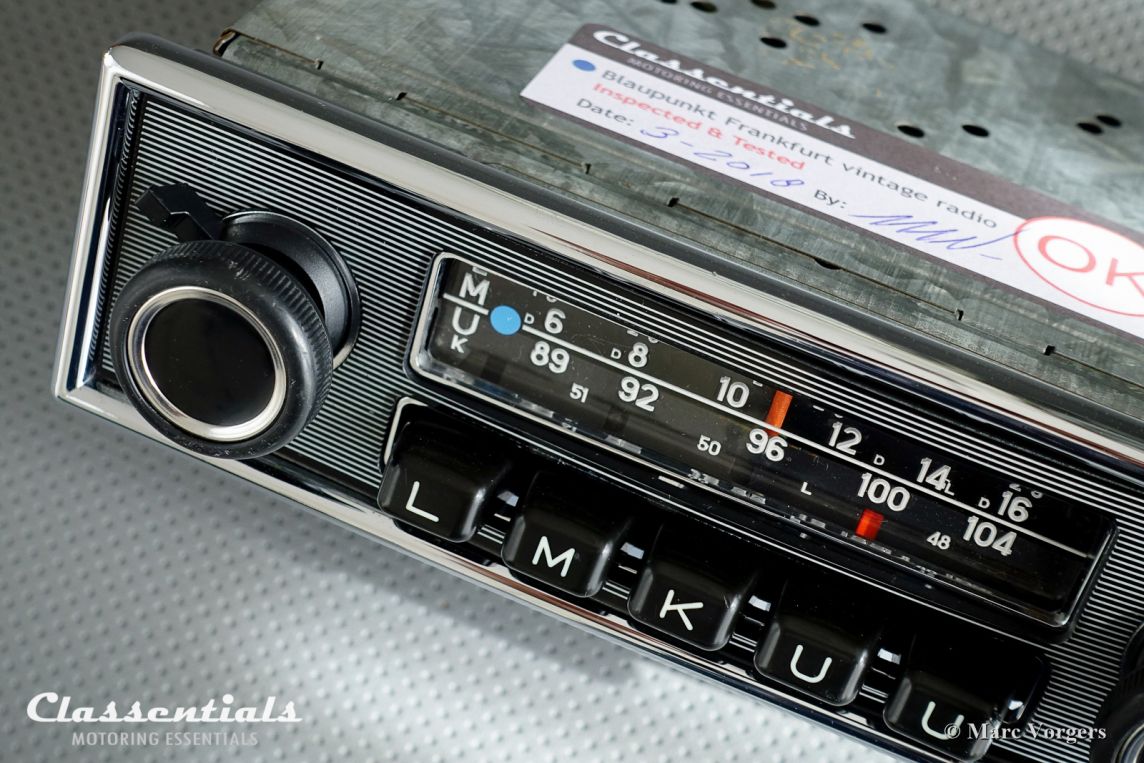 Classentials
MOTORING ESSENTIALS
Blaupunkt Frankfurt vintage radio
Inspected & Tested
Date: 3-2018 By:
OK
M
U
K
D 6 D 8 10 12 D 14 L D 16
89 92 96 100 104
51 50 L 48
L M K U U
Classentials
MOTORING ESSENTIALS
© Marc Vorgers